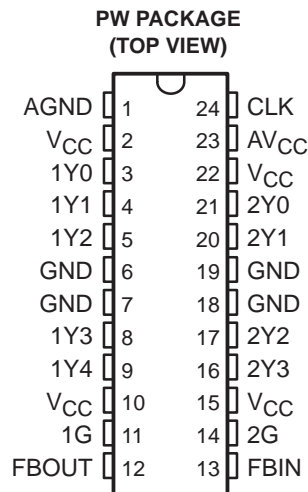 PW PACKAGE
(TOP VIEW)
AGND 1 24 CLK
VCC 2 23 AVCC
1Y0 3 22 VCC
1Y1 4 21 2Y0
1Y2 5 20 2Y1
GND 6 19 GND
GND 7 18 GND
1Y3 8 17 2Y2
1Y4 9 16 2Y3
VCC 10 15 VCC
1G 11 14 2G
FBOUT 12 13 FBIN